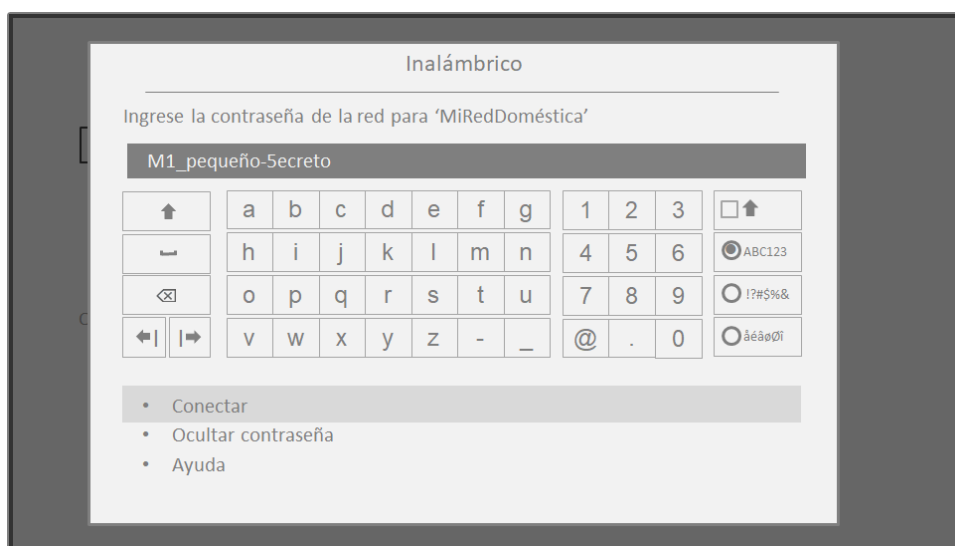 Inalámbrico
Ingrese la contraseña de la red para ‘MiRedDoméstica’
M1_pequeño-5ecreto
a b c d e f g 1 2 3
h i j k l m n 4 5 6 ABC123
o p q r s t u 7 8 9 !?#$%&
v w x y z - _ @ . 0 åéâøØî
• Conectar
• Ocultar contraseña
• Ayuda